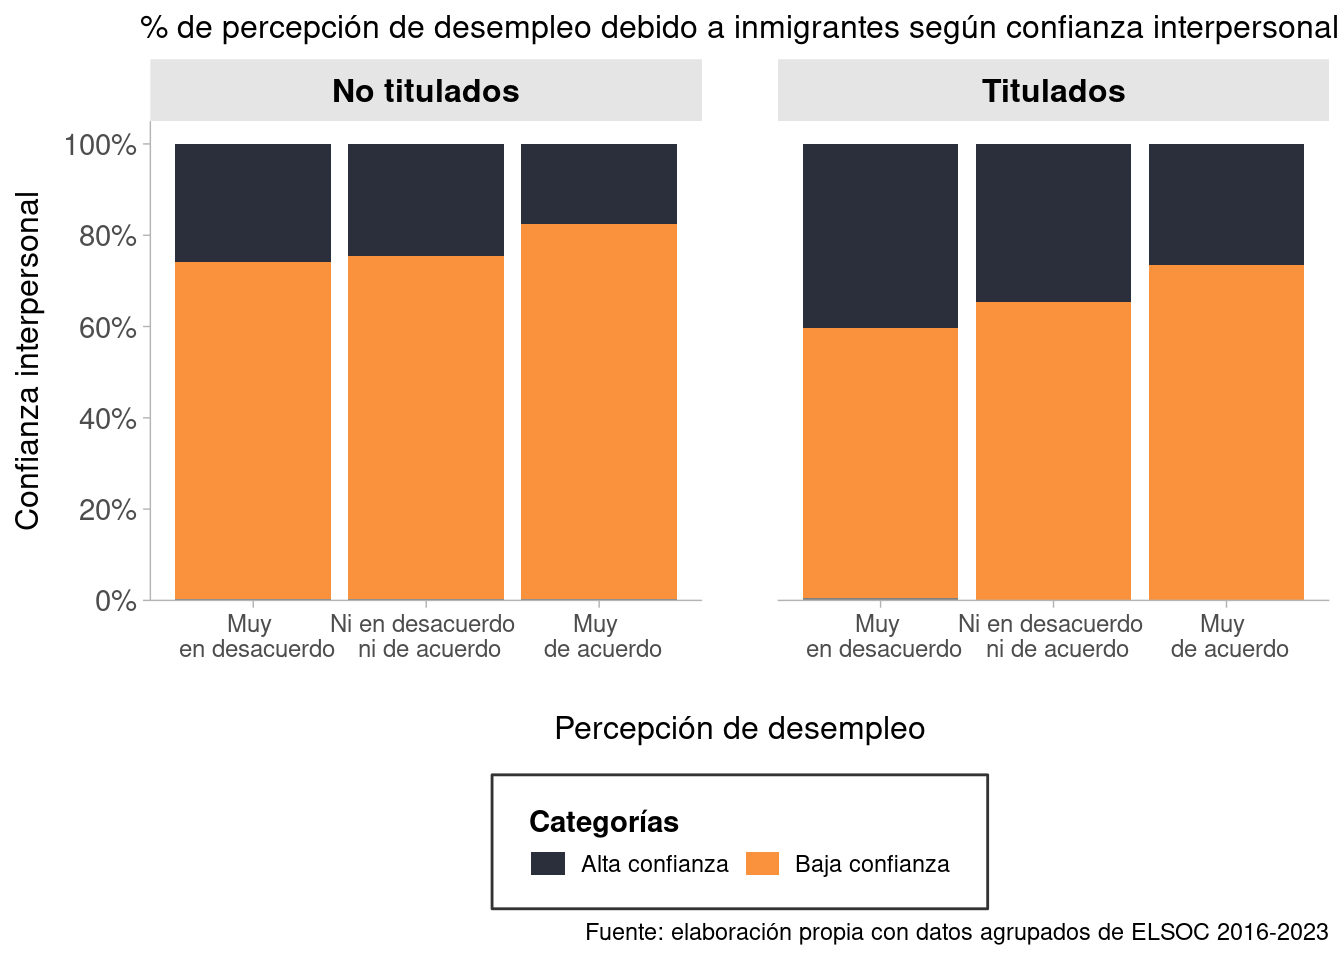 % de percepción de desempleo debido a inmigrantes según confianza interpersonal
No titulados
Titulados
Confianza interpersonal
100%
80%
60%
40%
20%
0%
Muy
en desacuerdo
Ni en desacuerdo
ni de acuerdo
Muy
de acuerdo
Muy
en desacuerdo
Ni en desacuerdo
ni de acuerdo
Muy
de acuerdo
Percepción de desempleo
Categorías
Alta confianza
Baja confianza
Fuente: elaboración propia con datos agrupados de ELSOC 2016-2023